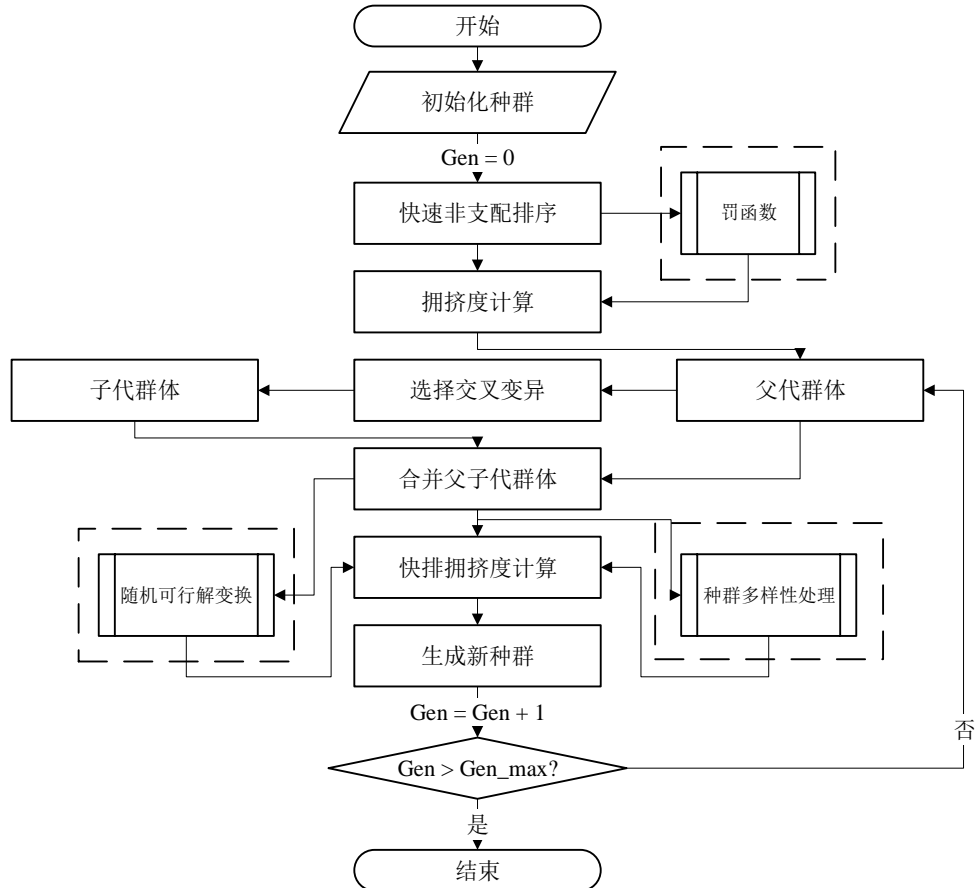 开始
初始化种群
Gen = 0
快速非支配排序
罚函数
拥挤度计算
子代群体
选择交叉变异
父代群体
合并父子代群体
随机可行解变换
快排拥挤度计算
种群多样性处理
生成新种群
Gen = Gen + 1
否
Gen > Gen_max?
是
结束